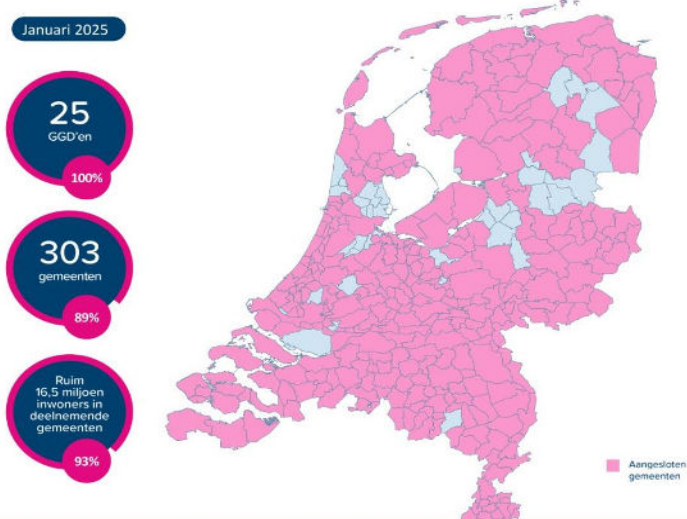 Januari 2025
25
GGD'en
100%
303
gemeenten
89%
Ruim
16,5 miljoen
inwoners in
deelnemende
gemeenten
93%
Aangesloten
gemeenten